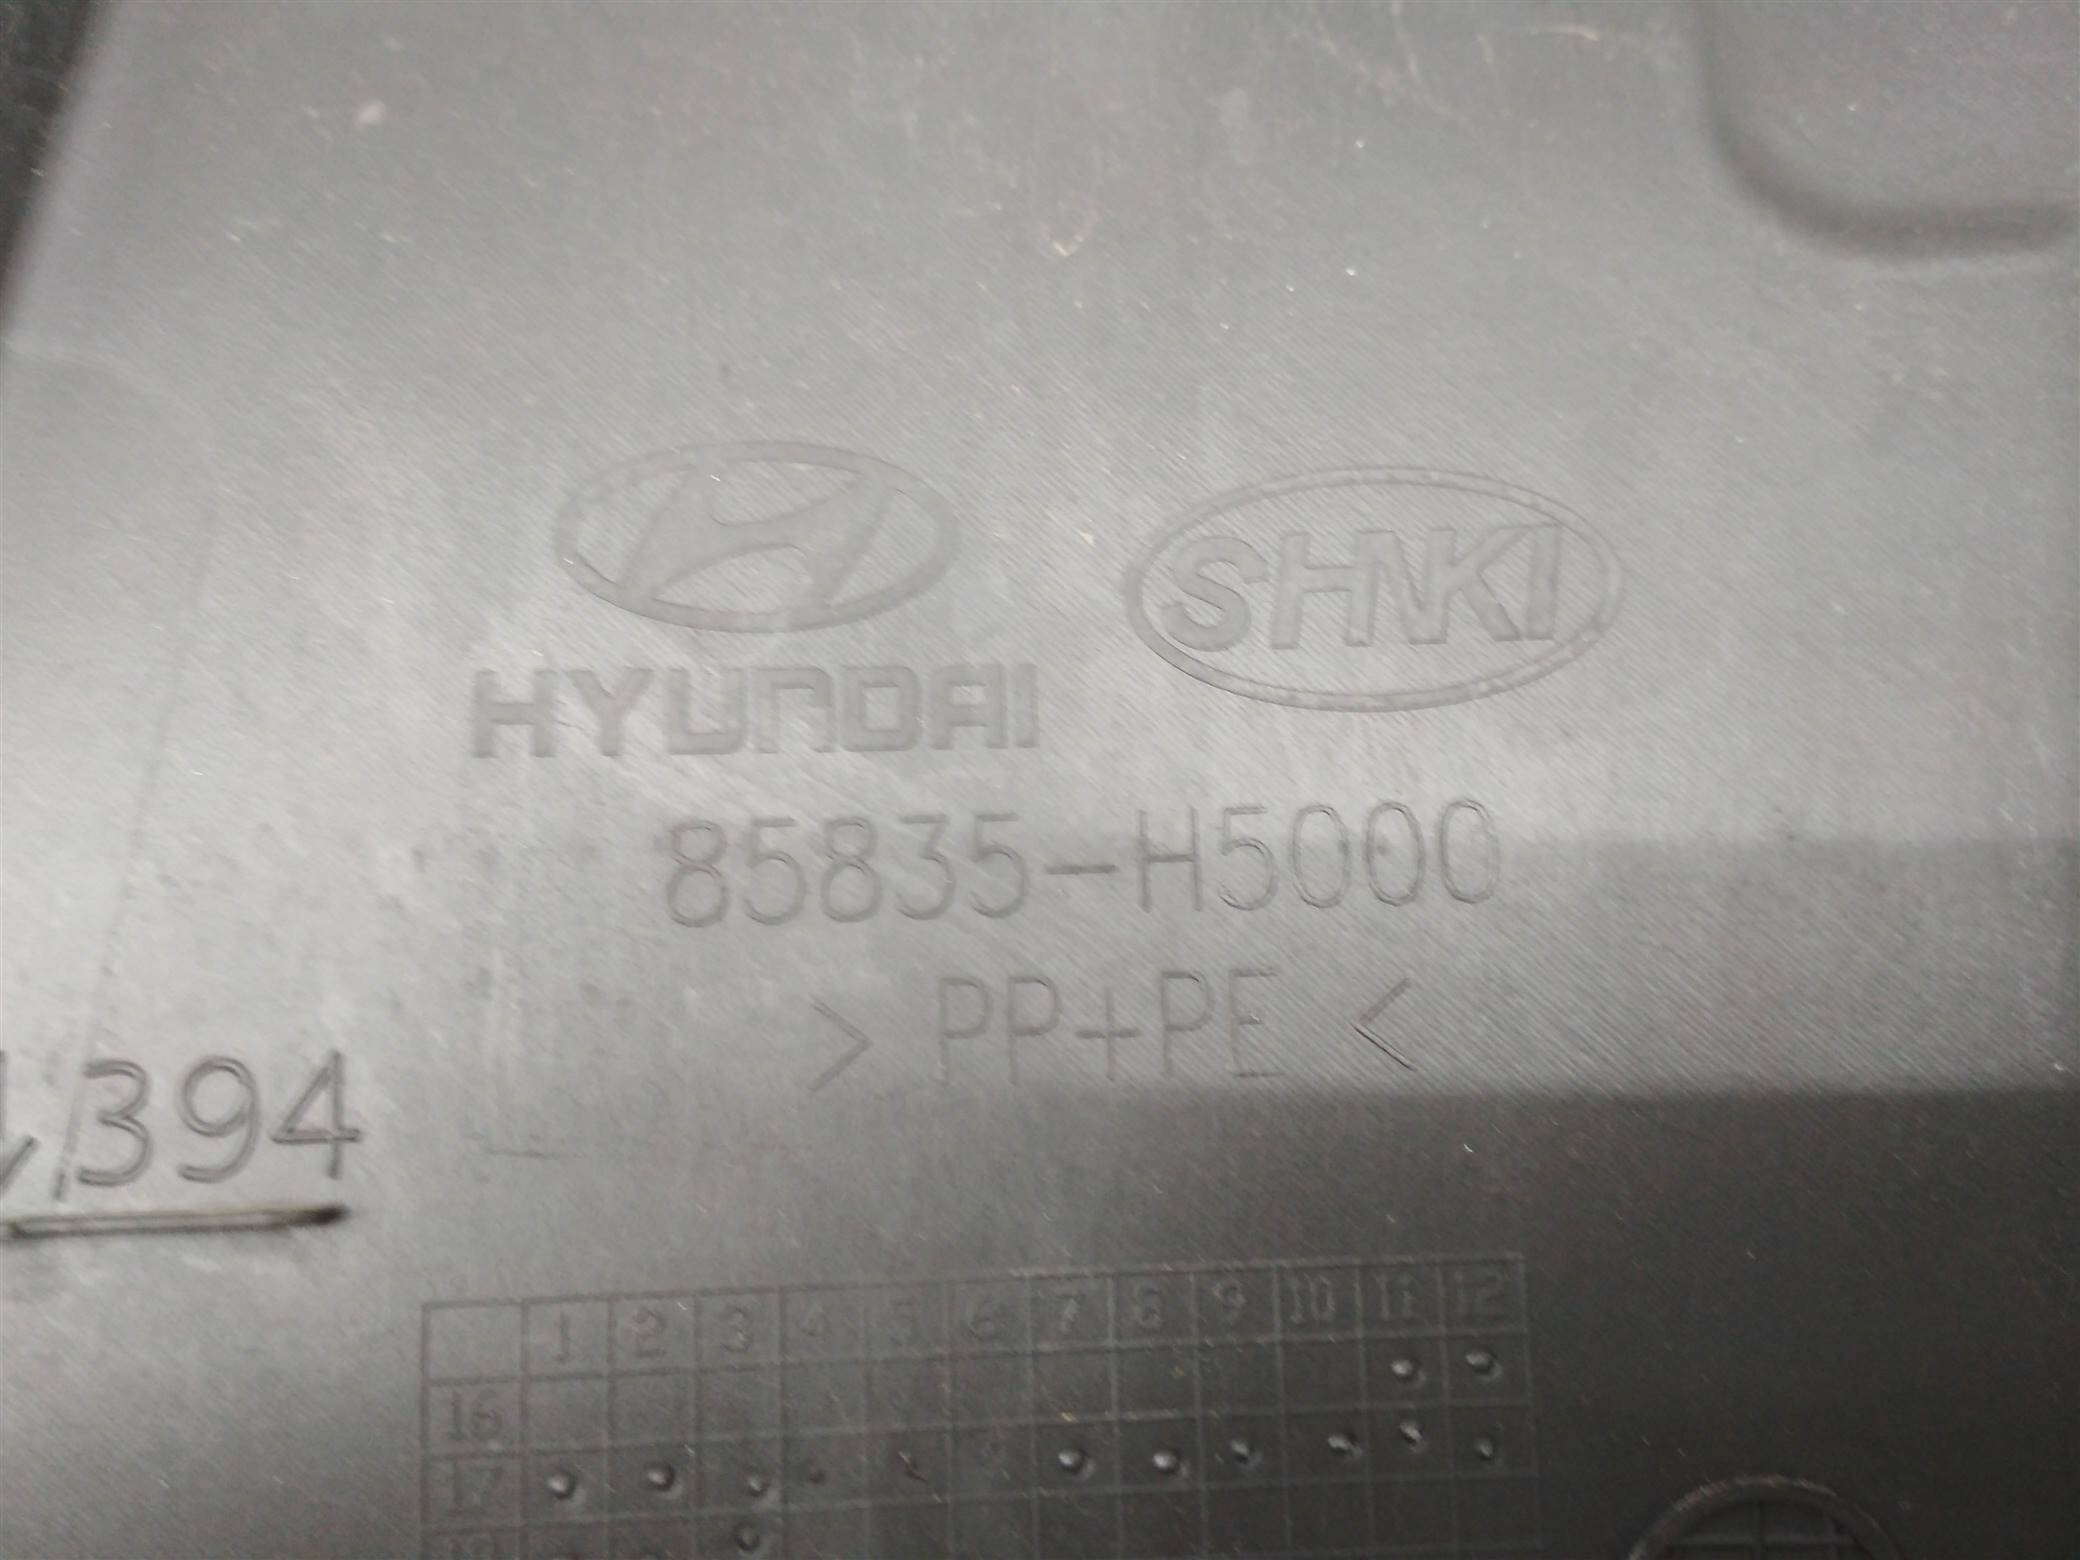 SHNKI
HYUNDAI
85835-H5000
> PP+PE <
394
1 2 3 4 5 6 7 8 9 10 11 12
16
17